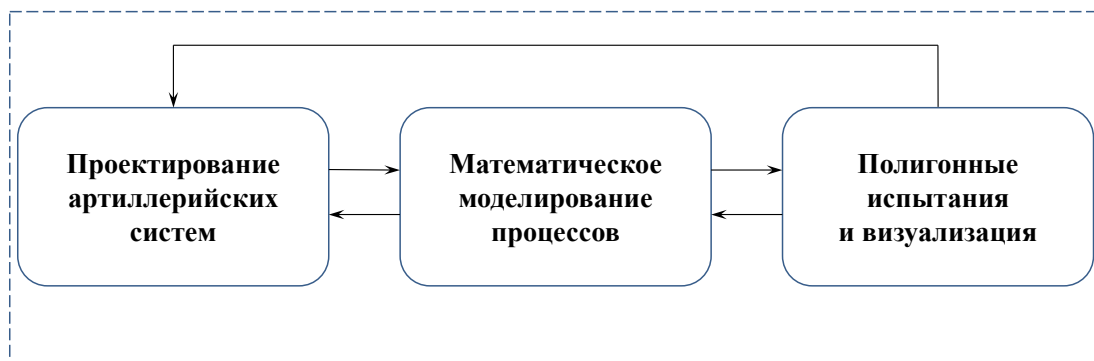 Проектирование
артиллерийских
систем
Математическое
моделирование
процессов
Полигонные
испытания
и визуализация